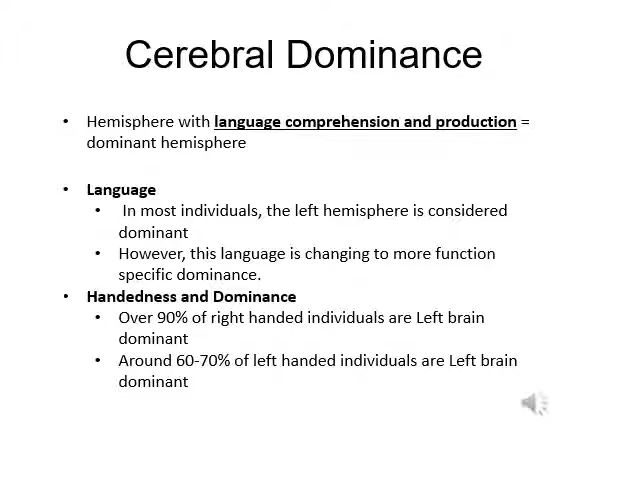 Cerebral Dominance
• Hemisphere with language comprehension and production =
dominant hemisphere
• Language
• In most individuals, the left hemisphere is considered
dominant
• However, this language is changing to more function
specific dominance.
• Handedness and Dominance
• Over 90% of right handed individuals are Left brain
dominant
• Around 60-70% of left handed individuals are Left brain
dominant